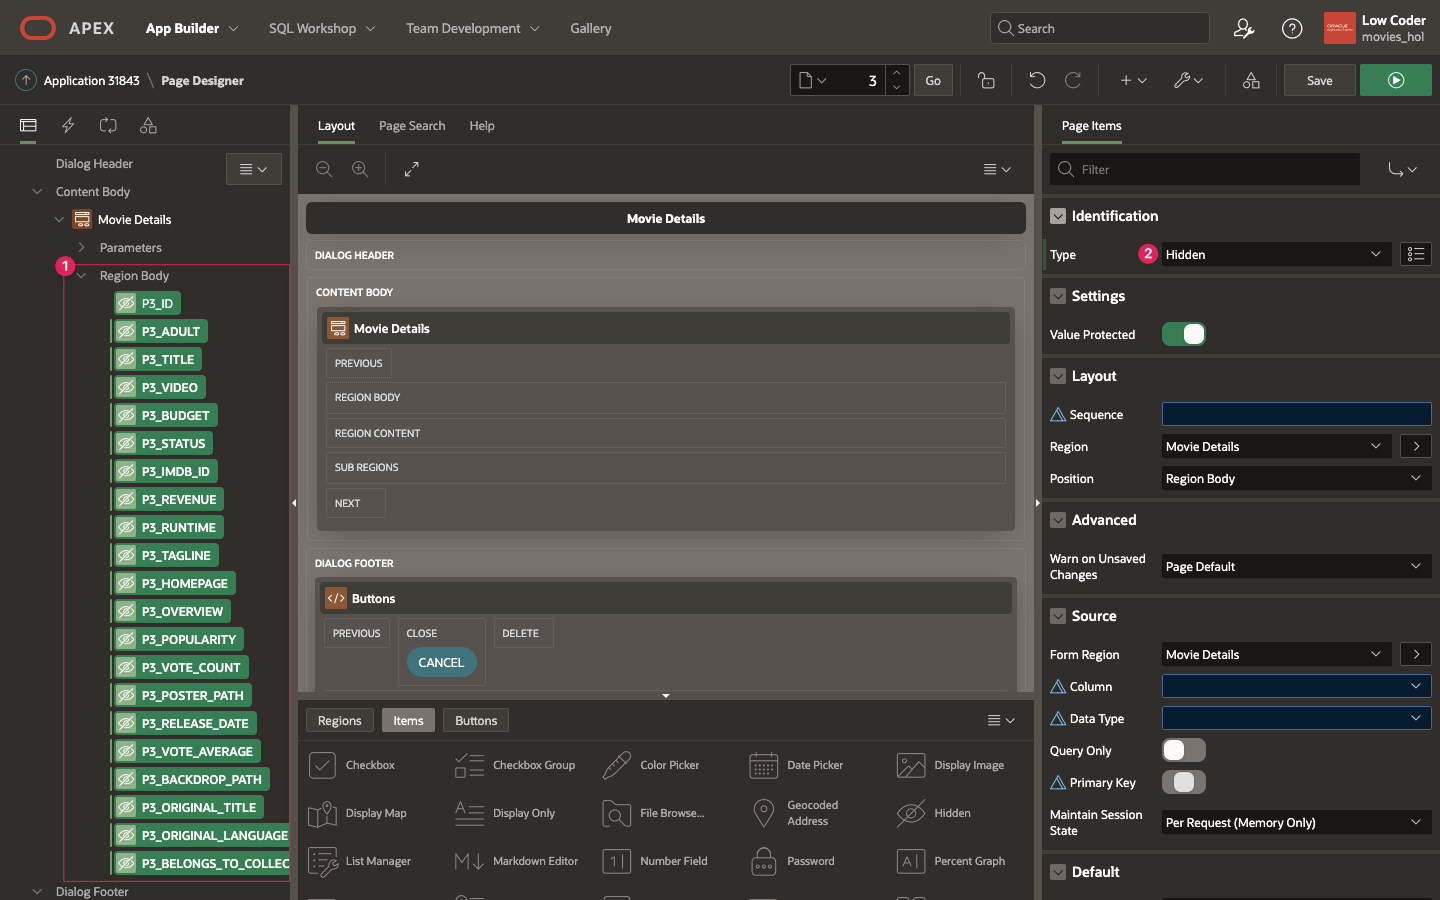 APEX
App Builder
SQL Workshop
Team Development
Gallery
Search
Low Coder
movies_hol
Application 31843 \ Page Designer
3
Go
Save
Dialog Header
Content Body
Movie Details
Parameters
1
Region Body
P3_ID
P3_ADULT
P3_TITLE
P3_VIDEO
P3_BUDGET
P3_STATUS
P3_IMDB_ID
P3_REVENUE
P3_RUNTIME
P3_TAGLINE
P3_HOMEPAGE
P3_OVERVIEW
P3_POPULARITY
P3_VOTE_COUNT
P3_POSTER_PATH
P3_RELEASE_DATE
P3_VOTE_AVERAGE
P3_BACKDROP_PATH
P3_ORIGINAL_TITLE
P3_ORIGINAL_LANGUAGE
P3_BELONGS_TO_COLLEC
Dialog Footer
Layout
Page Search
Help
Movie Details
DIALOG HEADER
CONTENT BODY
Movie Details
PREVIOUS
REGION BODY
REGION CONTENT
SUB REGIONS
NEXT
DIALOG FOOTER
</> Buttons
PREVIOUS
CLOSE
DELETE
CANCEL
Regions
Items
Buttons
Checkbox
Checkbox Group
Color Picker
Date Picker
Display Image
Display Map
Display Only
File Browse...
Geocoded
Address
Hidden
List Manager
Markdown Editor
Number Field
Password
Percent Graph
Page Items
Filter
Identification
Type
2
Hidden
Settings
Value Protected
Layout
Sequence
Region
Movie Details
Position
Region Body
Advanced
Warn on Unsaved
Changes
Page Default
Source
Form Region
Movie Details
Column
Data Type
Query Only
Primary Key
Maintain Session
State
Per Request (Memory Only)
Default